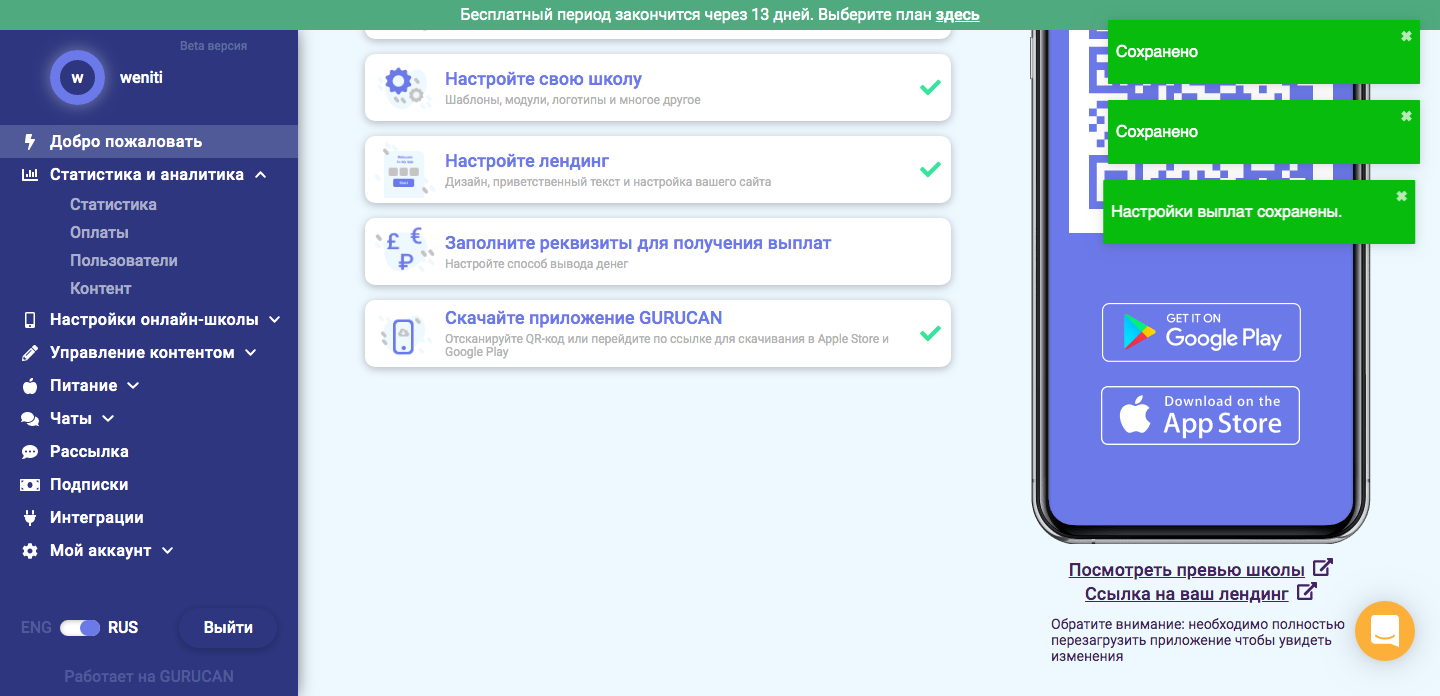 Бесплатный период закончится через 13 дней. Выберите план здесь
Beta версия
w
weniti
Добро пожаловать
Статистика и аналитика
Статистика
Оплаты
Пользователи
Контент
Настройки онлайн-школы
Управление контентом
Питание
Чаты
Рассылка
Подписки
Интеграции
Мой аккаунт
ENG
RUS
Выйти
Работает на GURUCAN
Настройте свою школу
Шаблоны, модули, логотипы и многое другое
Настройте лендинг
Дизайн, приветственный текст и настройка вашего сайта
Заполните реквизиты для получения выплат
Настройте способ вывода денег
£ € ₽
Скачайте приложение GURUCAN
Отсканируйте QR-код или перейдите по ссылке для скачивания в Apple Store и
Google Play
Сохранено
Сохранено
Настройки выплат сохранены.
GET IT ON
Google Play
Download on the
App Store
Посмотреть превью школы
Ссылка на ваш лендинг
Обратите внимание: необходимо полностью
перезагрузить приложение чтобы увидеть
изменения